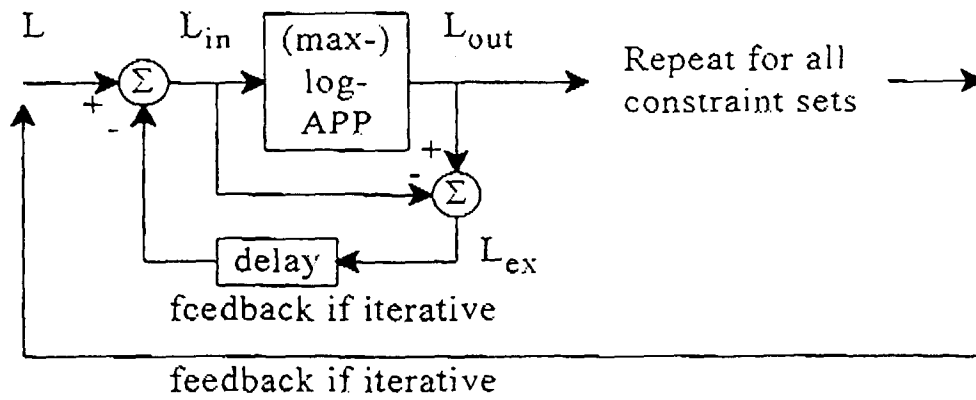 L
L_in
(max-)
log-
APP
L_out
Repeat for all
constraint sets
+
-
Σ
+
-
Σ
delay
L_ex
fcedback if iterative
feedback if iterative